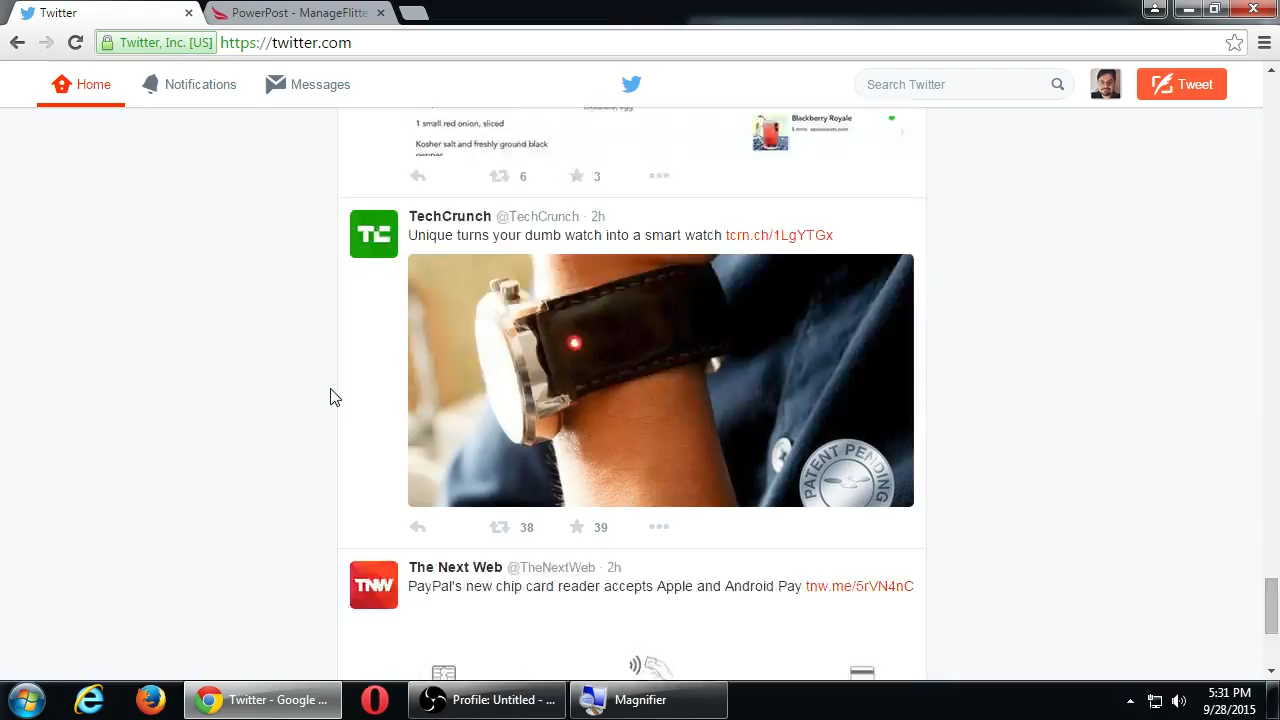 Twitter
PowerPost - ManageFlitte
Twitter, Inc. [US]
https://twitter.com
Home
Notifications
Messages
Search Twitter
Tweet
1 small red onion, sliced
Kosher salt and freshly ground black
Blackberry Royale
6
3
TechCrunch @TechCrunch · 2h
Unique turns your dumb watch into a smart watch tcrn.ch/1LgYTGx
PATENT PENDING
38
39
The Next Web @TheNextWeb · 2h
PayPal's new chip card reader accepts Apple and Android Pay tnw.me/5rVN4nC
TC
TNW
Twitter - Google ...
Profile: Untitled - ...
Magnifier
5:31 PM
9/28/2015